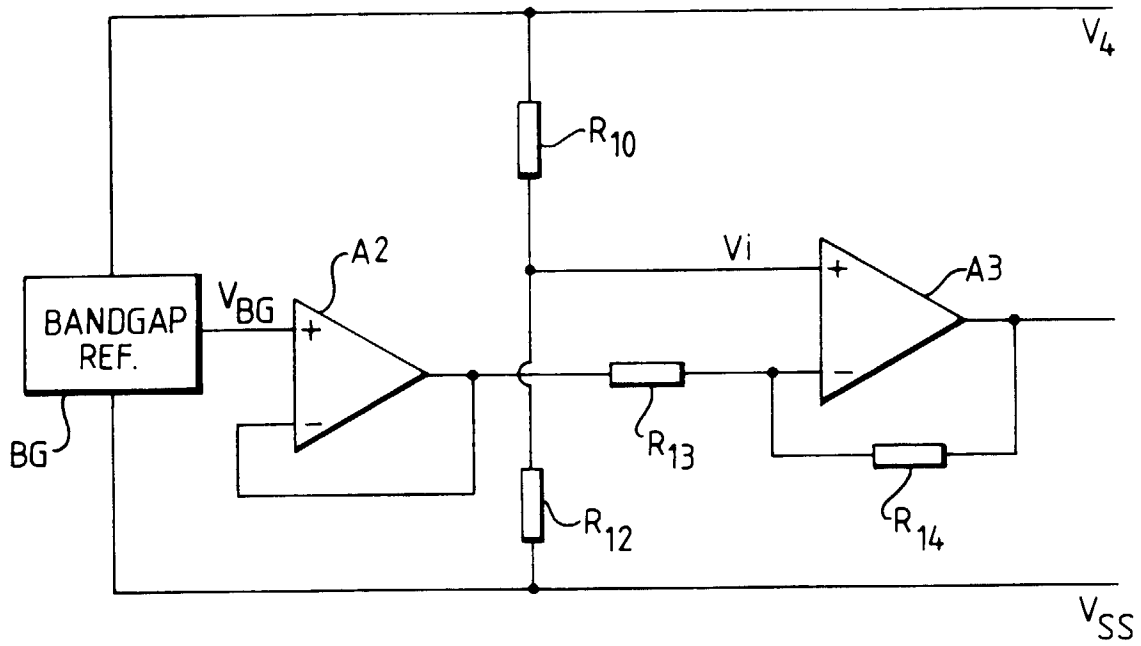 V4
R10
A2
Vi
A3
VBG
+
+
BANDGAP
REF.
−
−
BG
R13
R12
R14
VSS